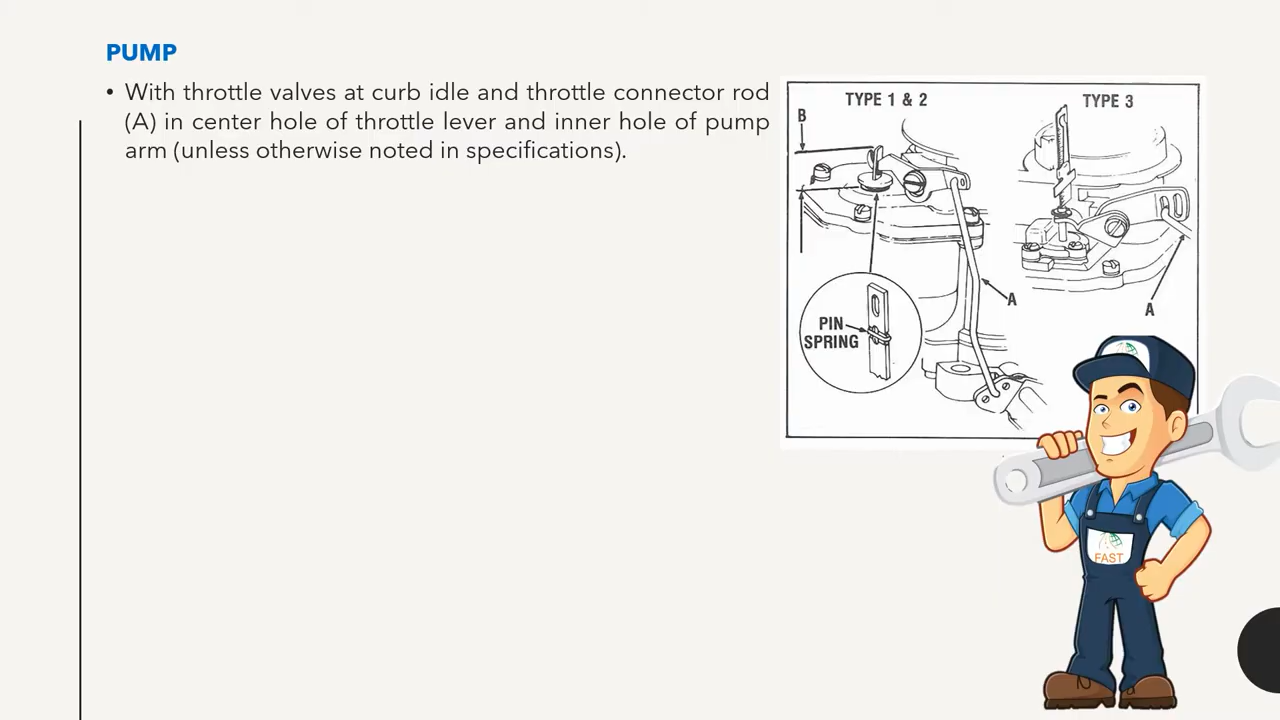 PUMP
• With throttle valves at curb idle and throttle connector rod
(A) in center hole of throttle lever and inner hole of pump
arm (unless otherwise noted in specifications).
TYPE 1 & 2
TYPE 3
B
A
A
PIN
SPRING
FAST